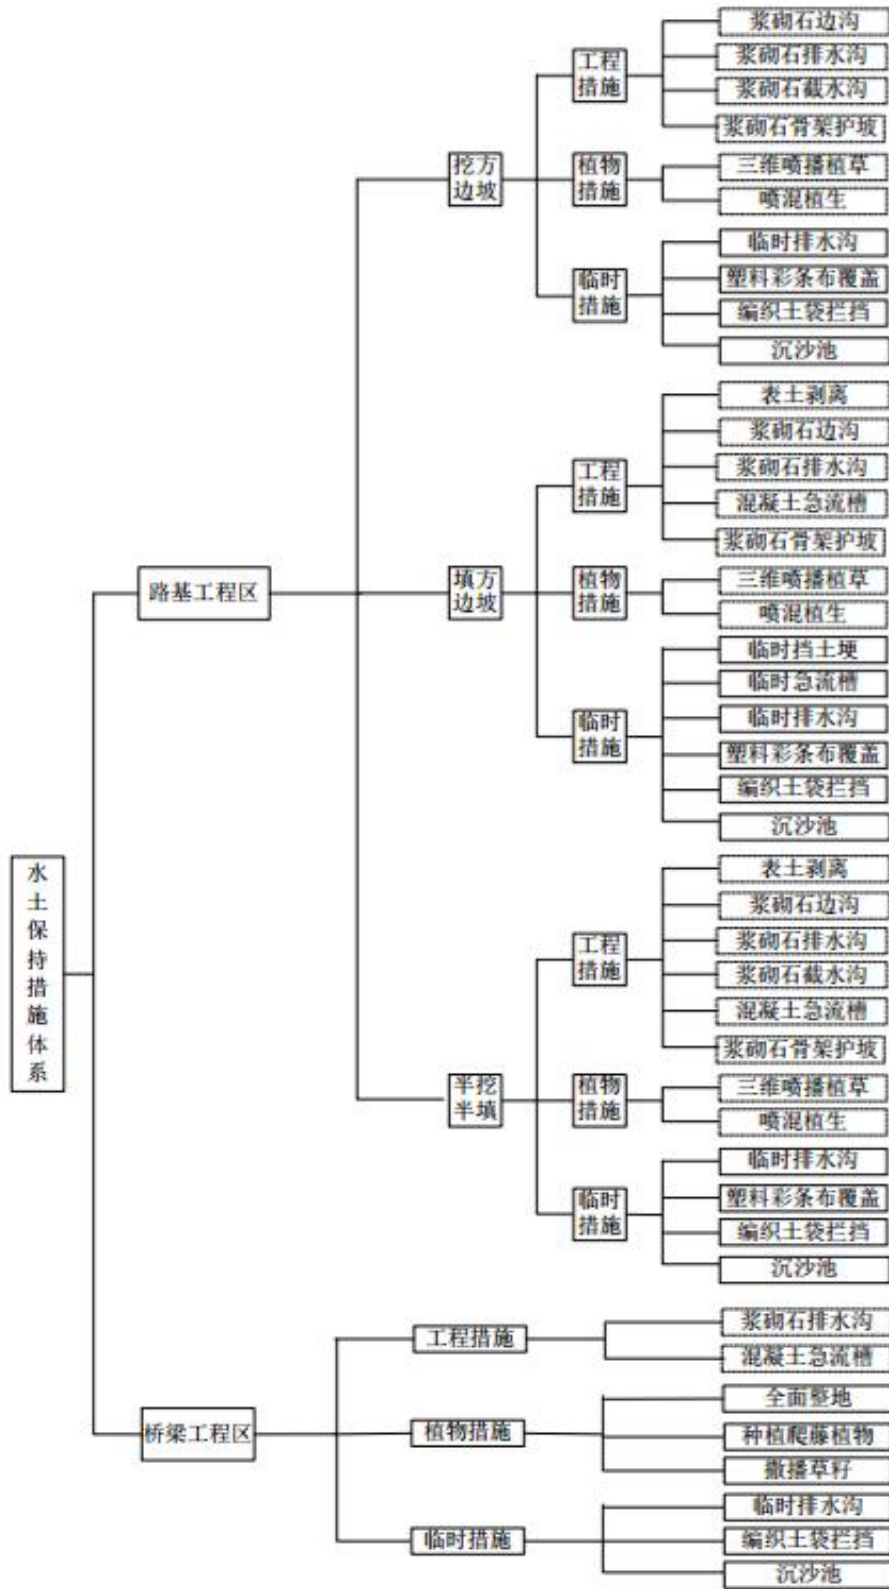 浆砌石边沟
浆砌石排水沟
浆砌石截水沟
浆砌石骨架护坡
工程
措施
三维喷播植草
喷混植生
植物
措施
挖方
边坡
临时排水沟
塑料彩条布覆盖
编织土袋拦挡
沉沙池
临时
措施
表土剥离
浆砌石边沟
浆砌石排水沟
混凝土急流槽
浆砌石骨架护坡
工程
措施
三维喷播植草
喷混植生
植物
措施
填方
边坡
路基工程区
临时挡土埂
临时急流槽
临时排水沟
塑料彩条布覆盖
编织土袋拦挡
沉沙池
临时
措施
水土保持措施体系
表土剥离
浆砌石边沟
浆砌石排水沟
浆砌石截水沟
混凝土急流槽
浆砌石骨架护坡
工程
措施
三维喷播植草
喷混植生
植物
措施
半挖
半填
临时排水沟
塑料彩条布覆盖
编织土袋拦挡
沉沙池
临时
措施
浆砌石排水沟
混凝土急流槽
工程措施
全面整地
种植爬藤植物
撒播草籽
植物措施
桥梁工程区
临时排水沟
编织土袋拦挡
沉沙池
临时措施